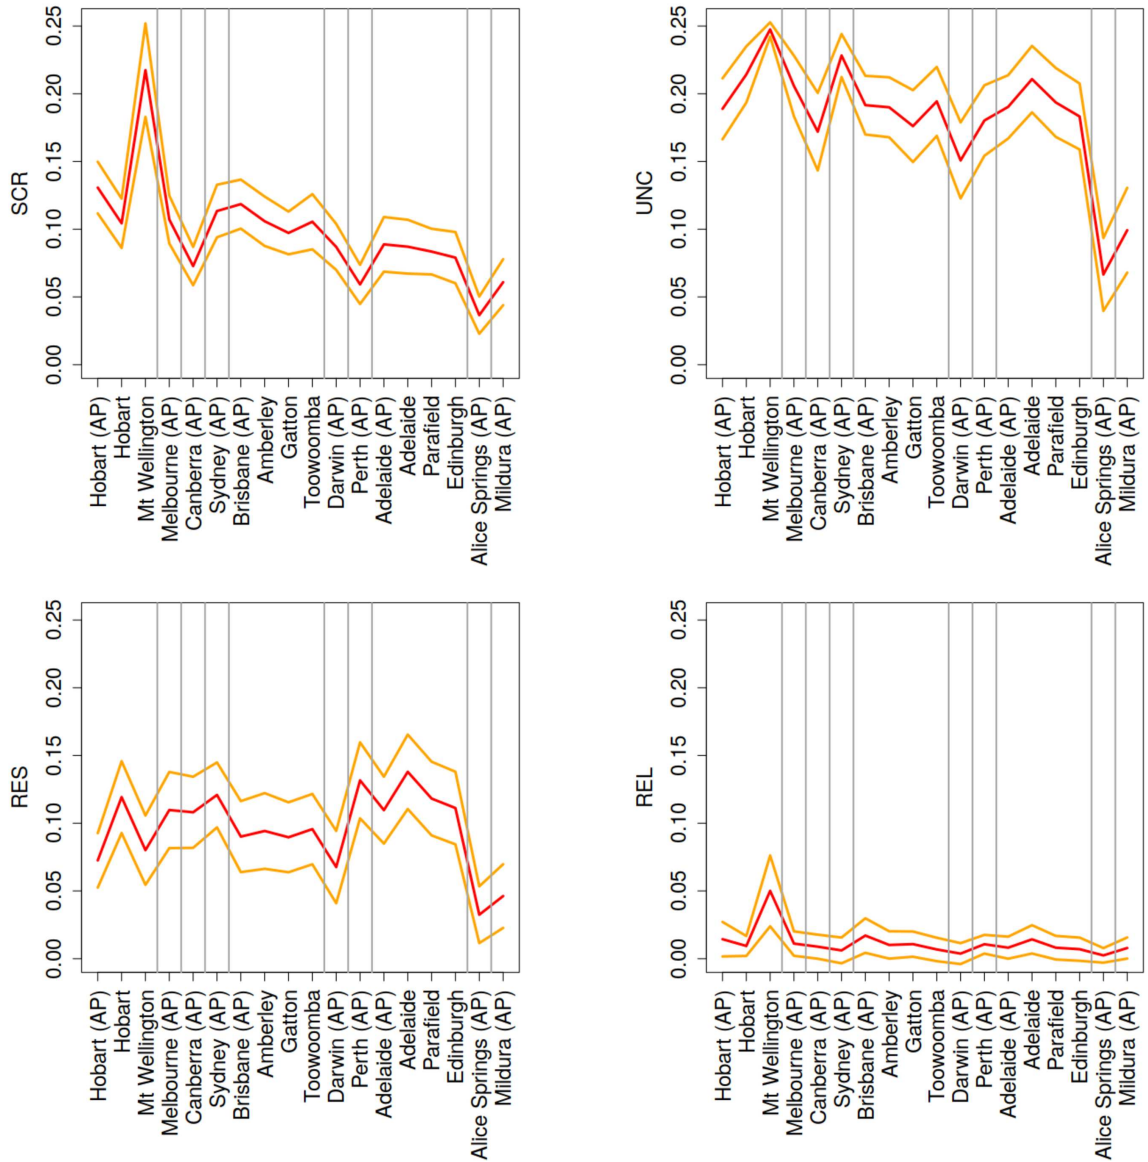 SCR
0.25
0.20
0.15
0.10
0.05
0.00
Hobart (AP)
Hobart
Mt Wellington
Melbourne (AP)
Canberra (AP)
Sydney (AP)
Brisbane (AP)
Amberley
Gatton
Toowoomba
Darwin (AP)
Perth (AP)
Adelaide (AP)
Adelaide
Parafield
Edinburgh
Alice Springs (AP)
Mildura (AP)
UNC
0.25
0.20
0.15
0.10
0.05
0.00
Hobart (AP)
Hobart
Mt Wellington
Melbourne (AP)
Canberra (AP)
Sydney (AP)
Brisbane (AP)
Amberley
Gatton
Toowoomba
Darwin (AP)
Perth (AP)
Adelaide (AP)
Adelaide
Parafield
Edinburgh
Alice Springs (AP)
Mildura (AP)
RES
0.25
0.20
0.15
0.10
0.05
0.00
Hobart (AP)
Hobart
Mt Wellington
Melbourne (AP)
Canberra (AP)
Sydney (AP)
Brisbane (AP)
Amberley
Gatton
Toowoomba
Darwin (AP)
Perth (AP)
Adelaide (AP)
Adelaide
Parafield
Edinburgh
Alice Springs (AP)
Mildura (AP)
REL
0.25
0.20
0.15
0.10
0.05
0.00
Hobart (AP)
Hobart
Mt Wellington
Melbourne (AP)
Canberra (AP)
Sydney (AP)
Brisbane (AP)
Amberley
Gatton
Toowoomba
Darwin (AP)
Perth (AP)
Adelaide (AP)
Adelaide
Parafield
Edinburgh
Alice Springs (AP)
Mildura (AP)